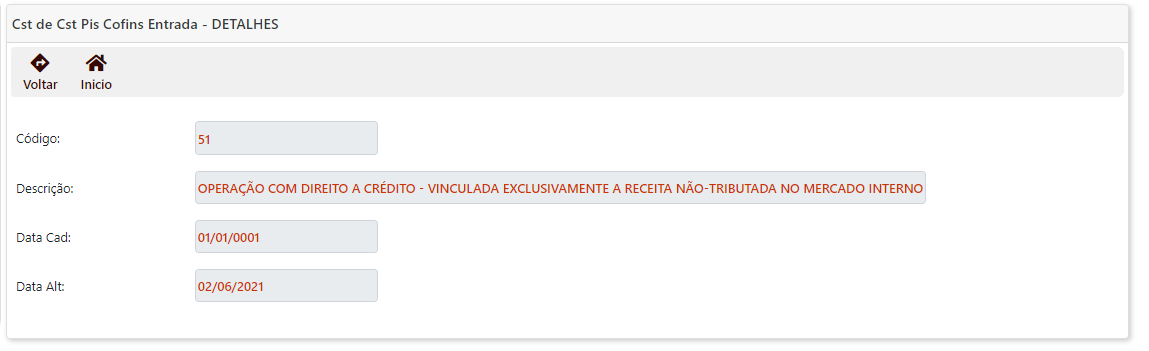 Cst de Cst Pis Cofins Entrada - DETALHES
Voltar Inicio
Código: 51
Descrição: OPERAÇÃO COM DIREITO A CRÉDITO - VINCULADA EXCLUSIVAMENTE A RECEITA NÃO-TRIBUTADA NO MERCADO INTERNO
Data Cad: 01/01/0001
Data Alt: 02/06/2021